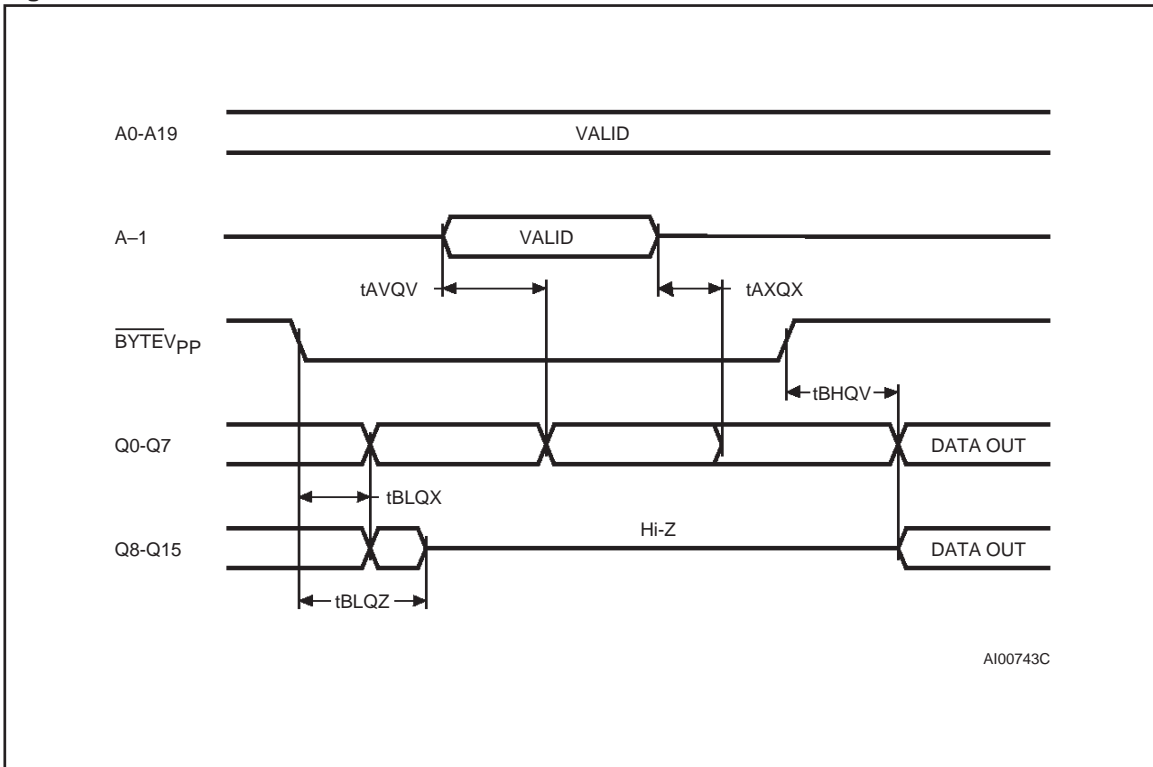 A0-A19
VALID
A–1
VALID
tAVQV
tAXQX
BYTEVPP
tBHQV
Q0-Q7
DATA OUT
tBLQX
Hi-Z
Q8-Q15
DATA OUT
tBLQZ
AI00743C